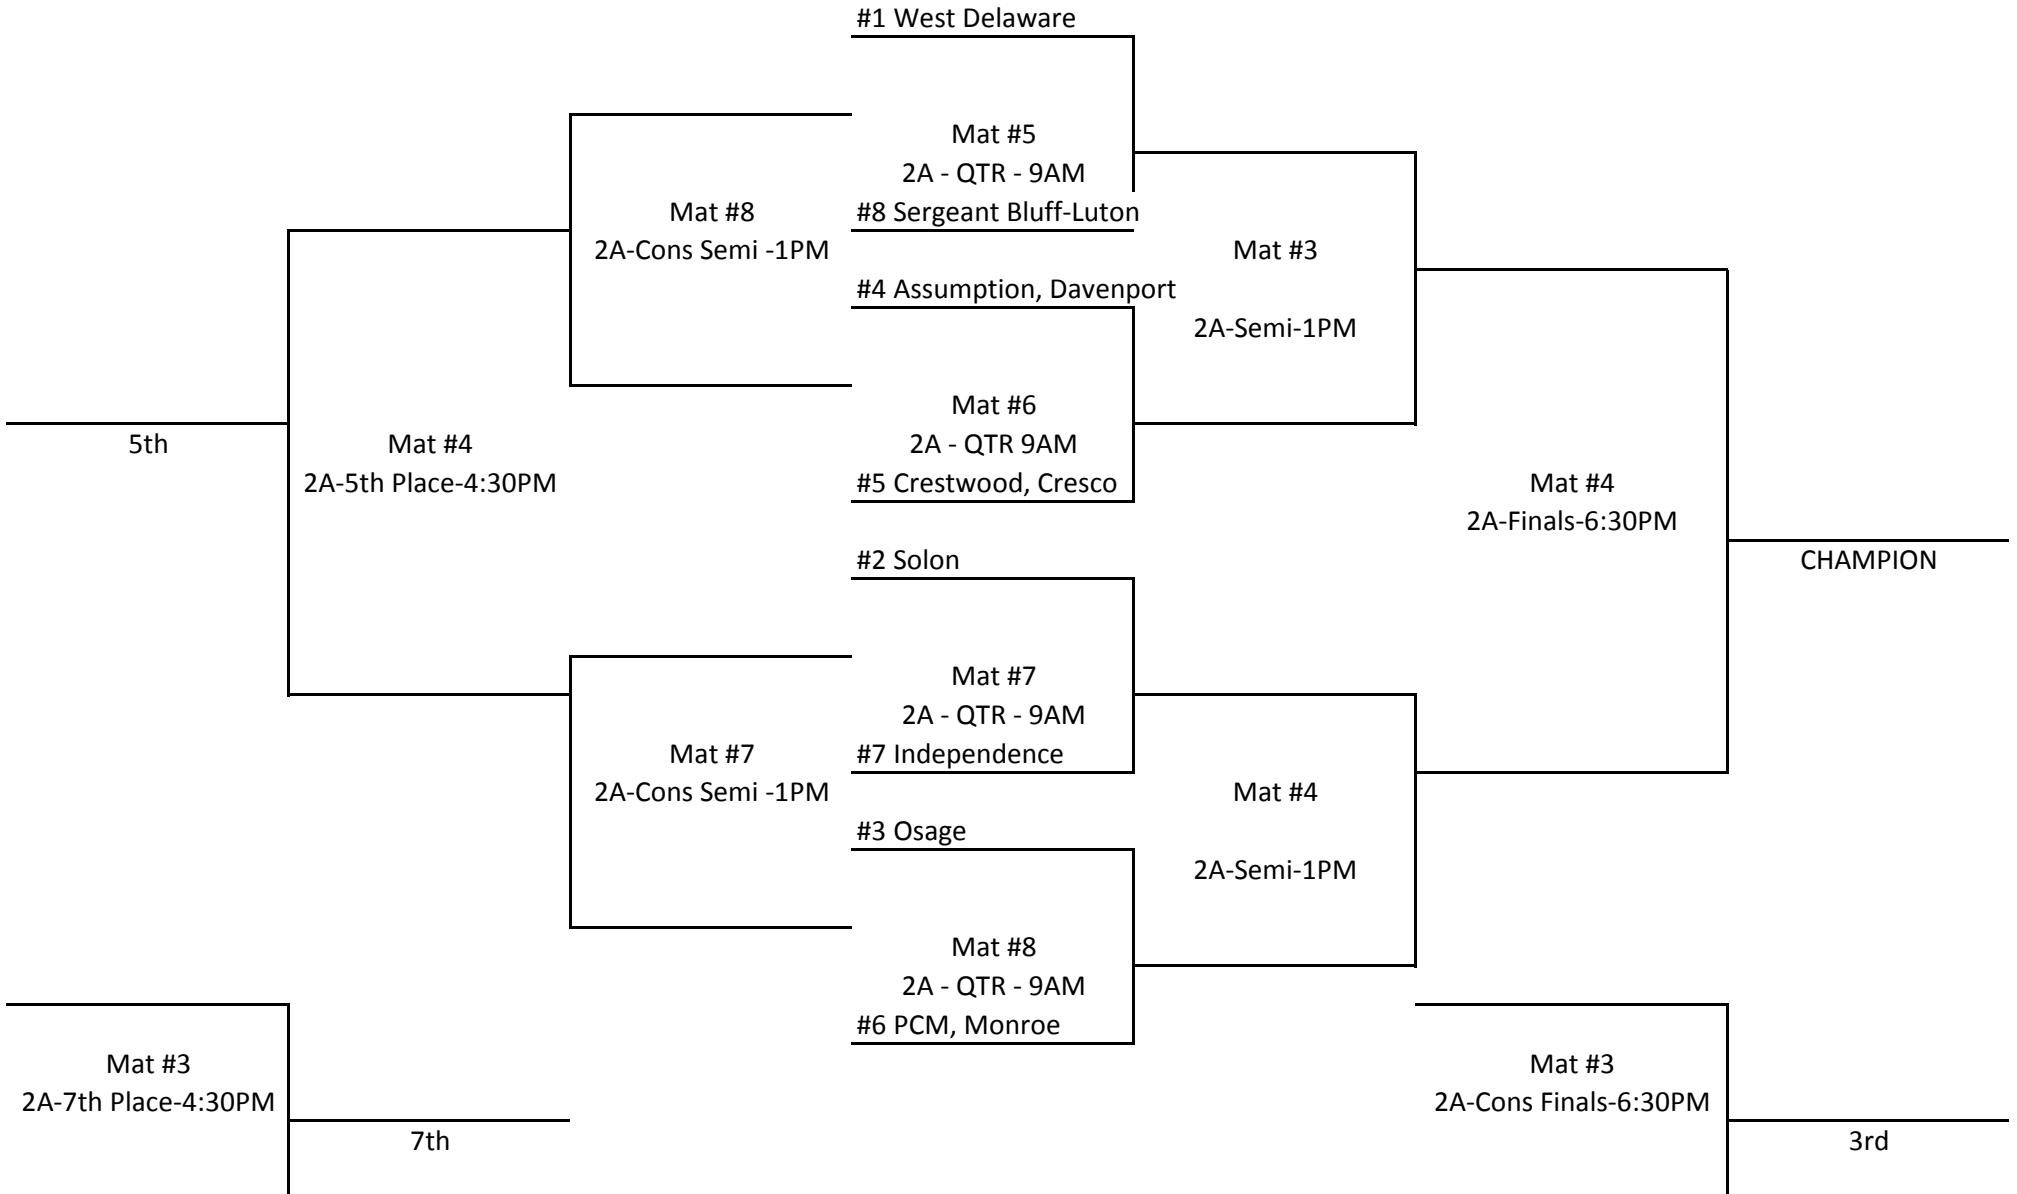 #1 West Delaware
Mat #5
2A - QTR - 9AM
#8 Sergeant Bluff-Luton
Mat #8
2A-Cons Semi -1PM
Mat #3
2A-Semi-1PM
#4 Assumption, Davenport
Mat #6
2A - QTR 9AM
#5 Crestwood, Cresco
5th
Mat #4
2A-5th Place-4:30PM
Mat #4
2A-Finals-6:30PM
CHAMPION
#2 Solon
Mat #7
2A - QTR - 9AM
#7 Independence
Mat #7
2A-Cons Semi -1PM
Mat #4
2A-Semi-1PM
#3 Osage
Mat #8
2A - QTR - 9AM
#6 PCM, Monroe
Mat #3
2A-7th Place-4:30PM
7th
Mat #3
2A-Cons Finals-6:30PM
3rd